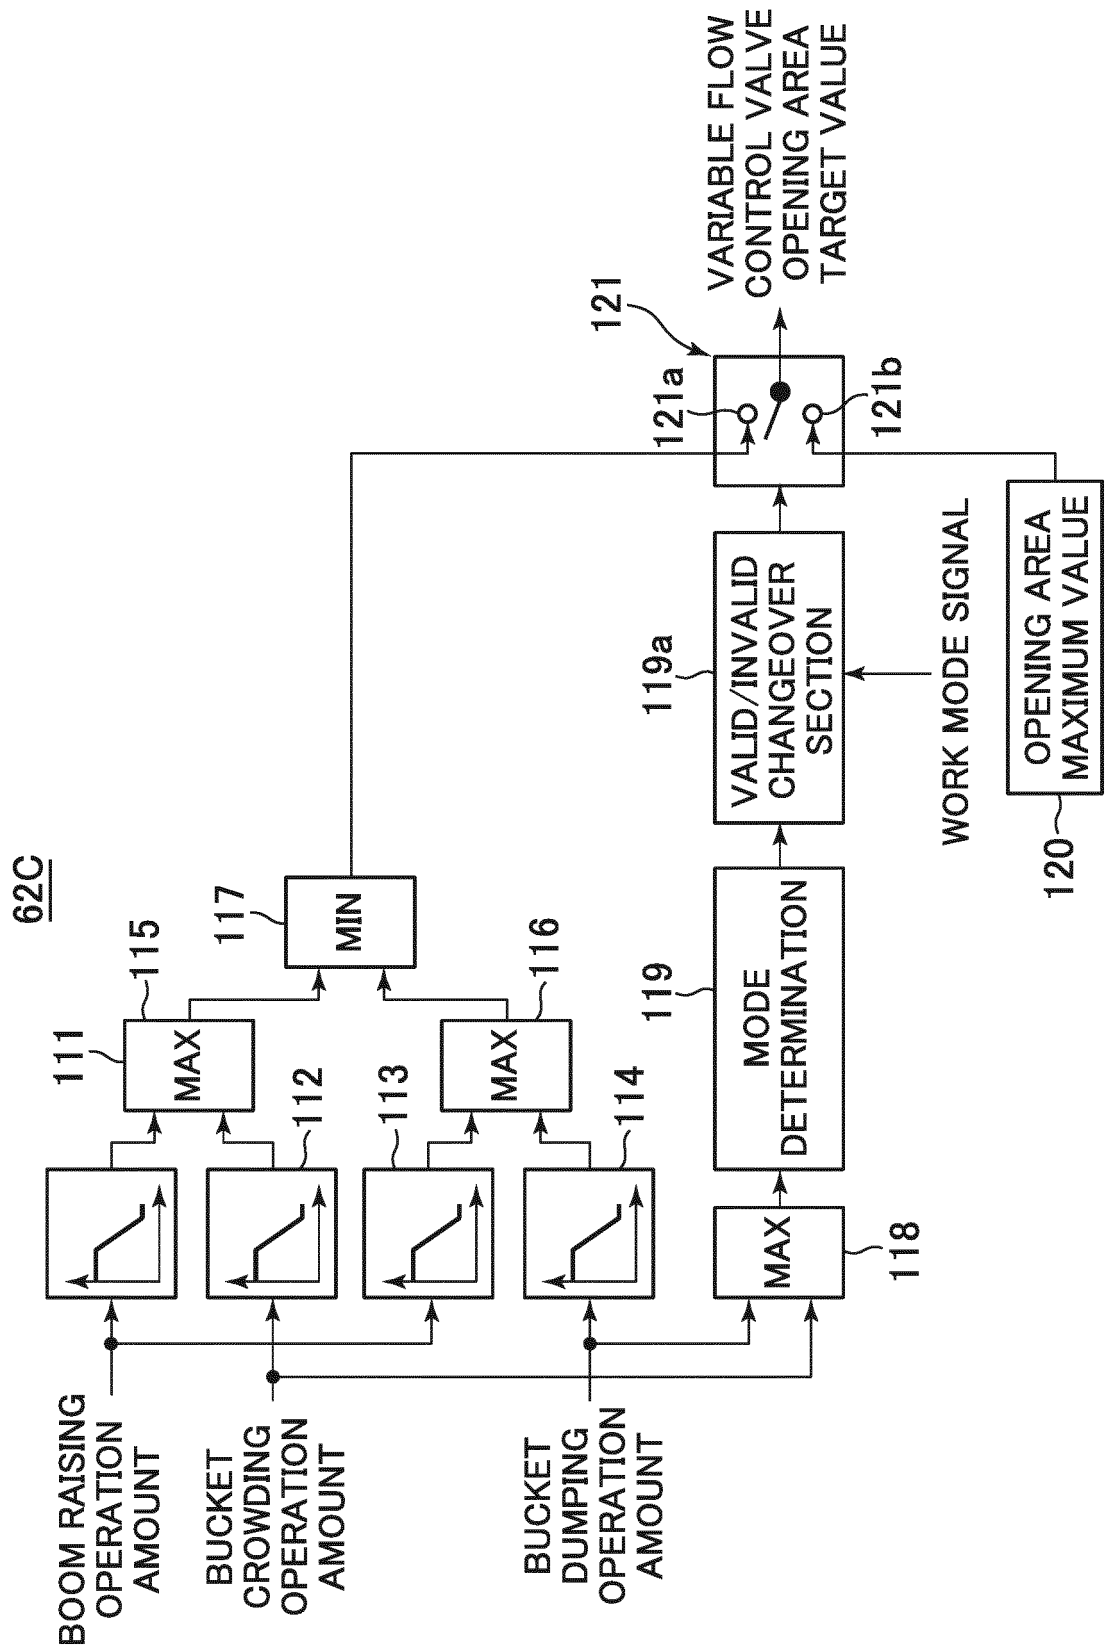 62C
BOOM RAISING
OPERATION
AMOUNT
BUCKET
CROWDING
OPERATION
AMOUNT
BUCKET
DUMPING
OPERATION
AMOUNT
111
112
113
114
115
MAX
116
MAX
117
MIN
118
MAX
119
MODE
DETERMINATION
119a
VALID/INVALID
CHANGEOVER
SECTION
WORK MODE SIGNAL
120
OPENING AREA
MAXIMUM VALUE
121
121a
121b
VARIABLE FLOW
CONTROL VALVE
OPENING AREA
TARGET VALUE